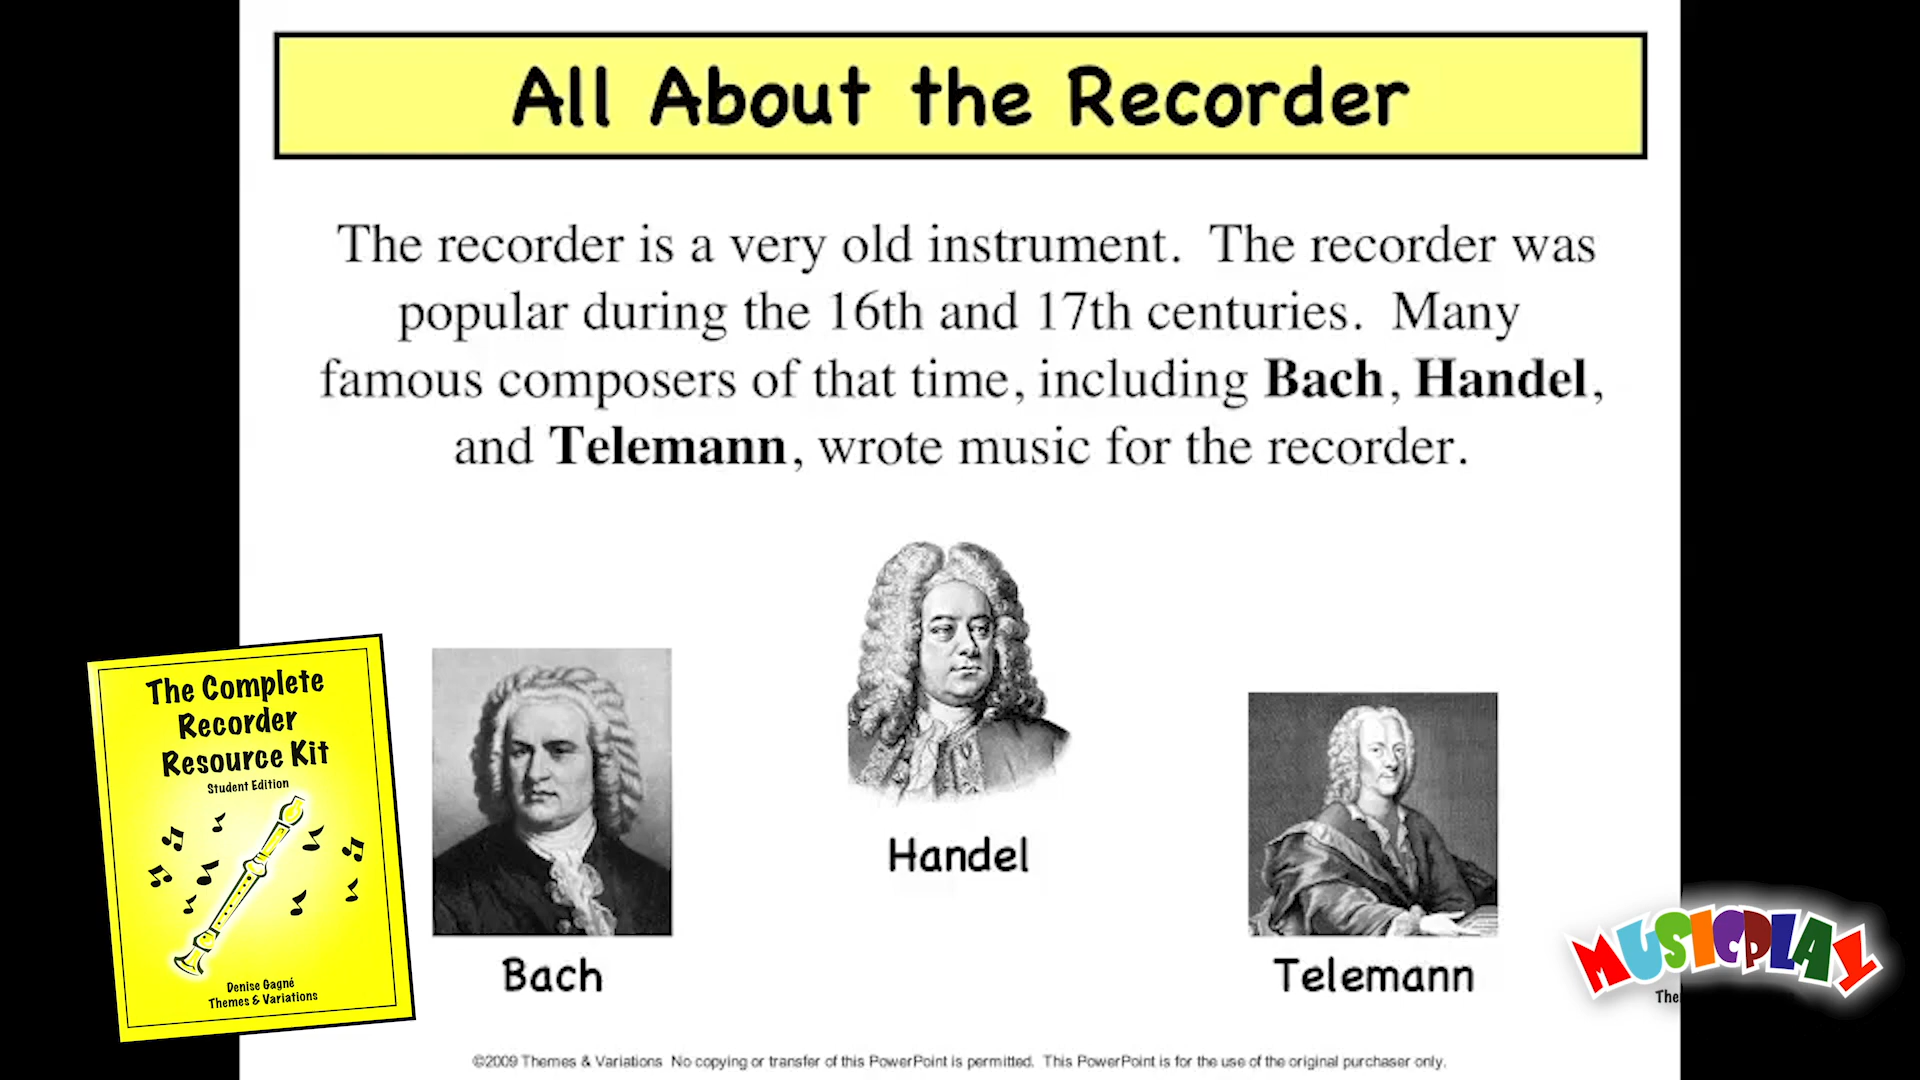 All About the Recorder
The recorder is a very old instrument. The recorder was
popular during the 16th and 17th centuries. Many
famous composers of that time, including Bach, Handel,
and Telemann, wrote music for the recorder.
The Complete
Recorder
Resource Kit
Student Edition
Denise Gagné
Themes & Variations
Bach
Handel
Telemann
MUSICPLAY
©2009 Themes & Variations No copying or transfer of this PowerPoint is permitted. This PowerPoint is for the use of the original purchaser only.